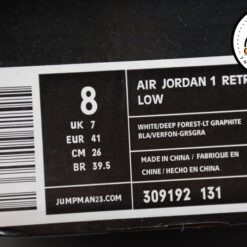 8
UK 7
EUR 41
CM 26
BR 39.5
JUMPMAN23.COM
AIR JORDAN 1 RETR
LOW
WHITE/DEEP FOREST-LT GRAPHITE
BLA/VERFON-GRSGRA
MADE IN CHINA / FABRIQUE EN
CHINE / HECHO EN CHINA
309192 131